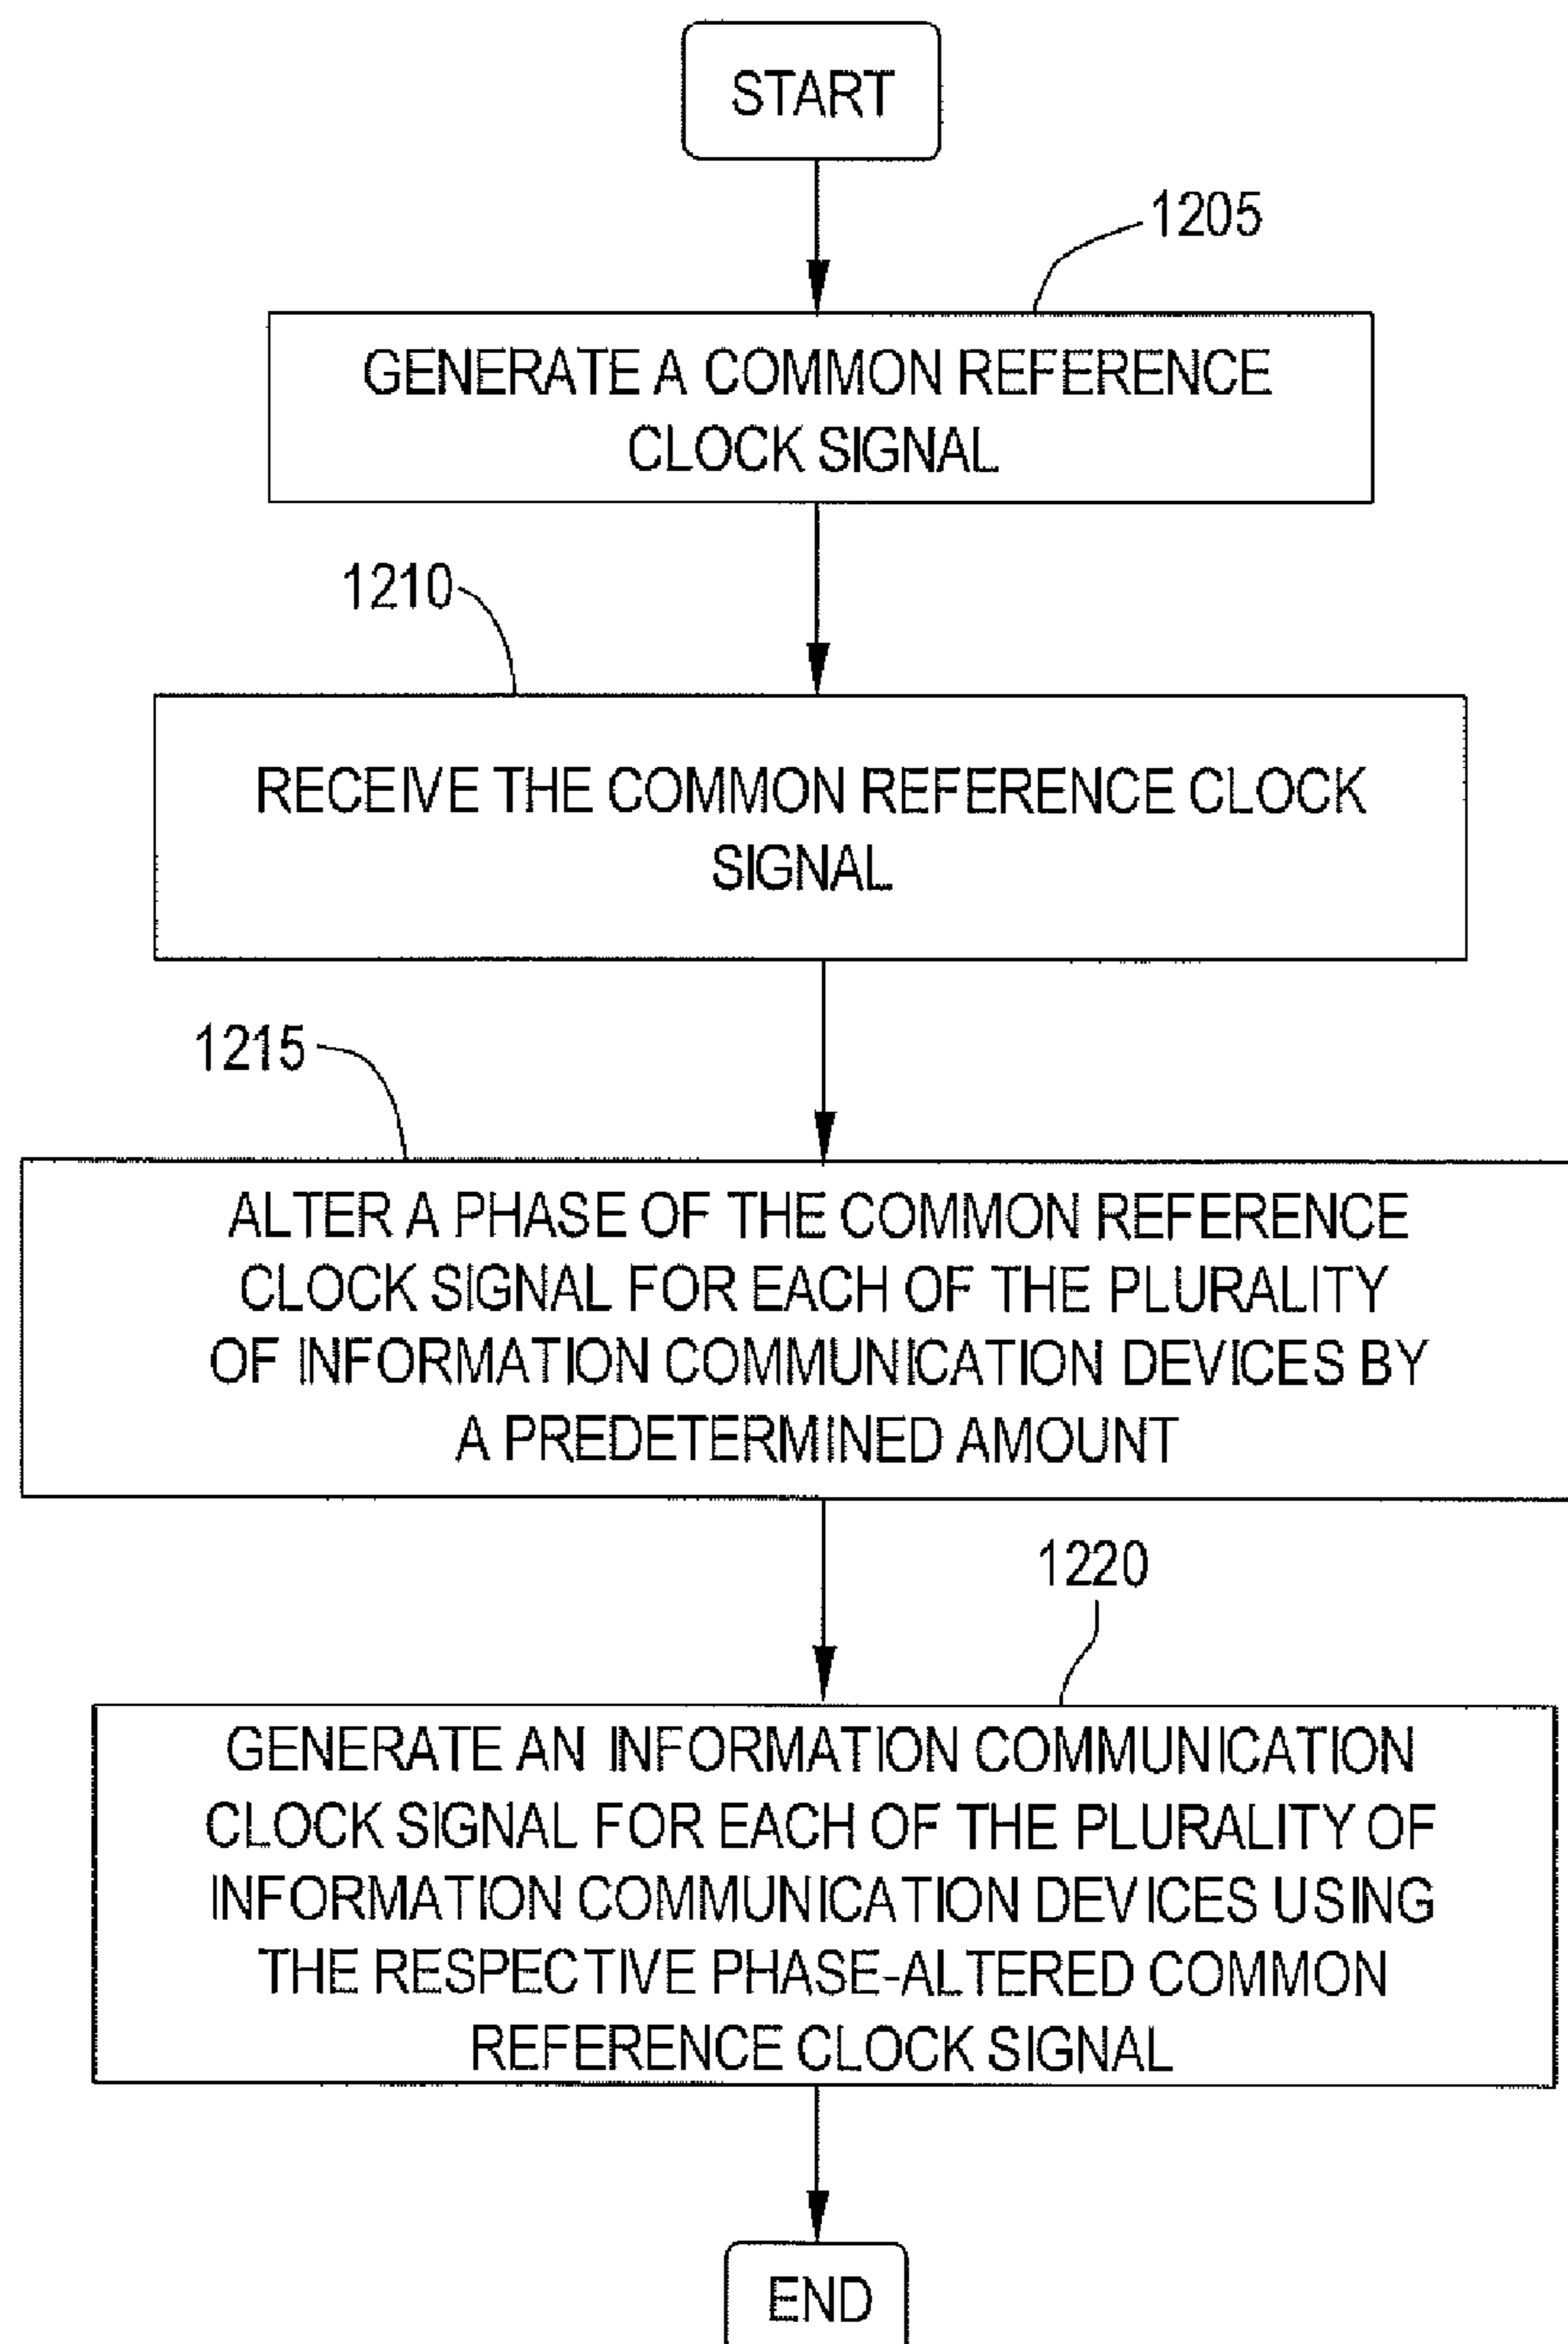 START
1205
GENERATE A COMMON REFERENCE
CLOCK SIGNAL
1210
RECEIVE THE COMMON REFERENCE CLOCK
SIGNAL
1215
ALTER A PHASE OF THE COMMON REFERENCE
CLOCK SIGNAL FOR EACH OF THE PLURALITY
OF INFORMATION COMMUNICATION DEVICES BY
A PREDETERMINED AMOUNT
1220
GENERATE AN INFORMATION COMMUNICATION
CLOCK SIGNAL FOR EACH OF THE PLURALITY OF
INFORMATION COMMUNICATION DEVICES USING
THE RESPECTIVE PHASE-ALTERED COMMON
REFERENCE CLOCK SIGNAL
END